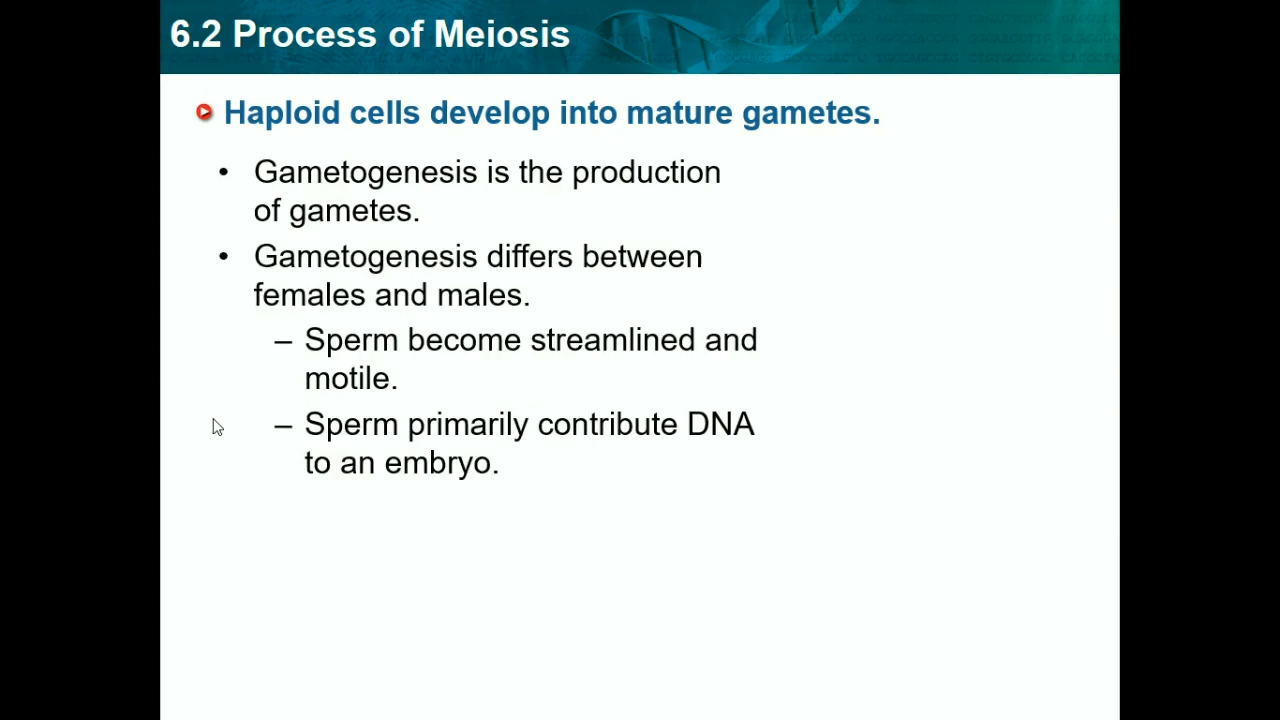 6.2 Process of Meiosis
Haploid cells develop into mature gametes.
• Gametogenesis is the production
of gametes.
• Gametogenesis differs between
females and males.
– Sperm become streamlined and
motile.
– Sperm primarily contribute DNA
to an embryo.